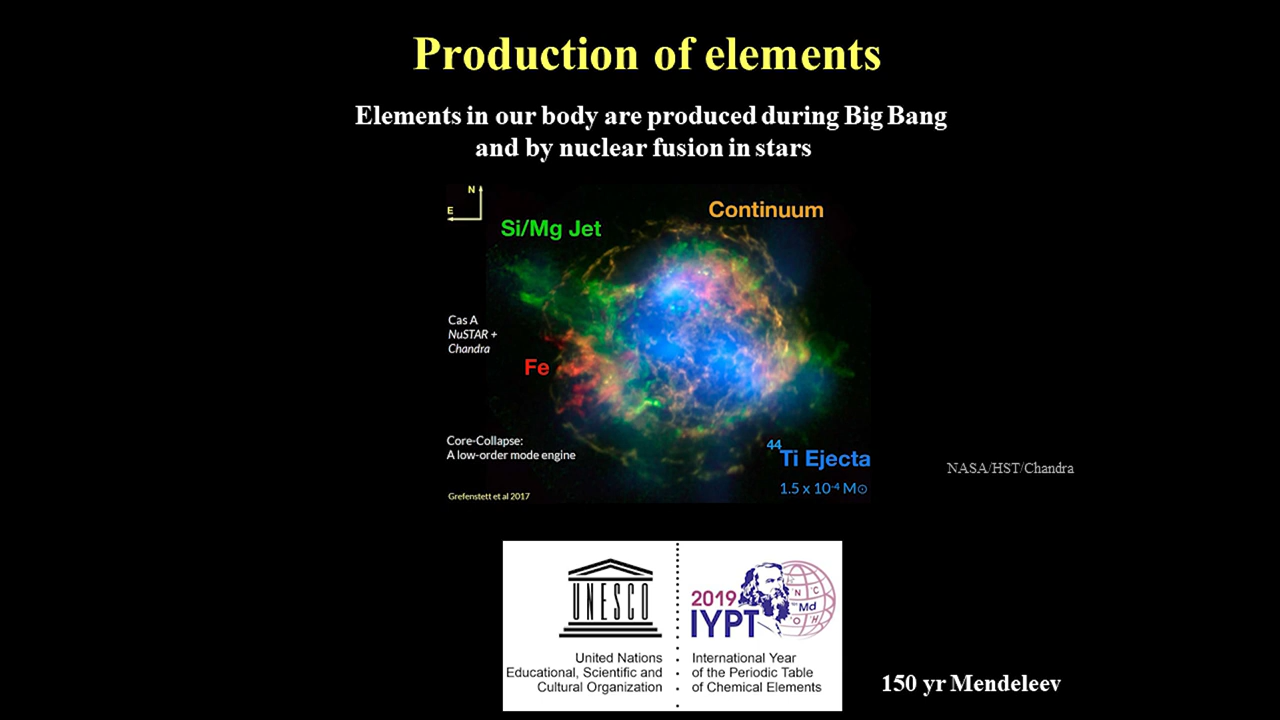 Production of elements
Elements in our body are produced during Big Bang
and by nuclear fusion in stars
N
E
Si/Mg Jet
Continuum
Cas A
NuSTAR +
Chandra
Fe
Core-Collapse:
A low-order mode engine
44Ti Ejecta
1.5 x 10-4 M⊙
Grefenstett et al 2017
NASA/HST/Chandra
UNESCO
United Nations
Educational, Scientific and
Cultural Organization
2019
IYPT
N C
Md
O H
International Year
of the Periodic Table
of Chemical Elements
150 yr Mendeleev